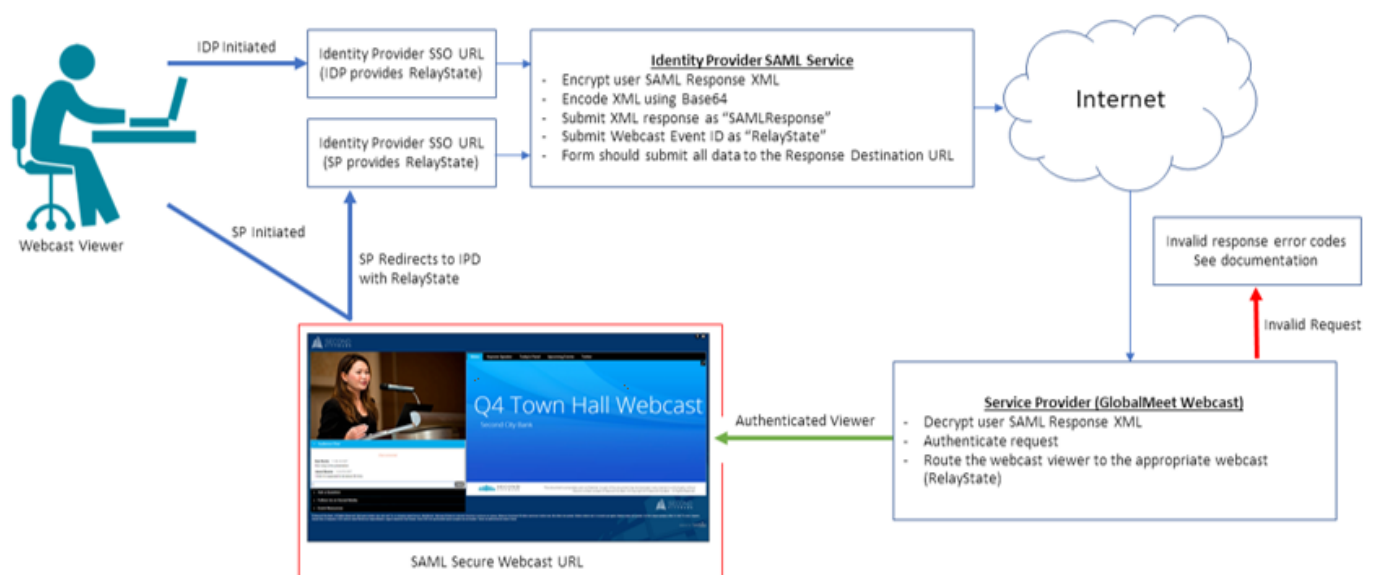 IDP Initiated
Identity Provider SSO URL
(IDP provides RelayState)
Identity Provider SAML Service
- Encrypt user SAML Response XML
- Encode XML using Base64
- Submit XML response as “SAMLResponse”
- Submit Webcast Event ID as “RelayState”
- Form should submit all data to the Response Destination URL
Internet
Identity Provider SSO URL
(SP provides RelayState)
Webcast Viewer
SP Initiated
SP Redirects to IPD
with RelayState
Invalid response error codes
See documentation
Invalid Request
Q4 Town Hall Webcast
Second City Bank
Authenticated Viewer
Service Provider (GlobalMeet Webcast)
- Decrypt user SAML Response XML
- Authenticate request
- Route the webcast viewer to the appropriate webcast
(RelayState)
SAML Secure Webcast URL